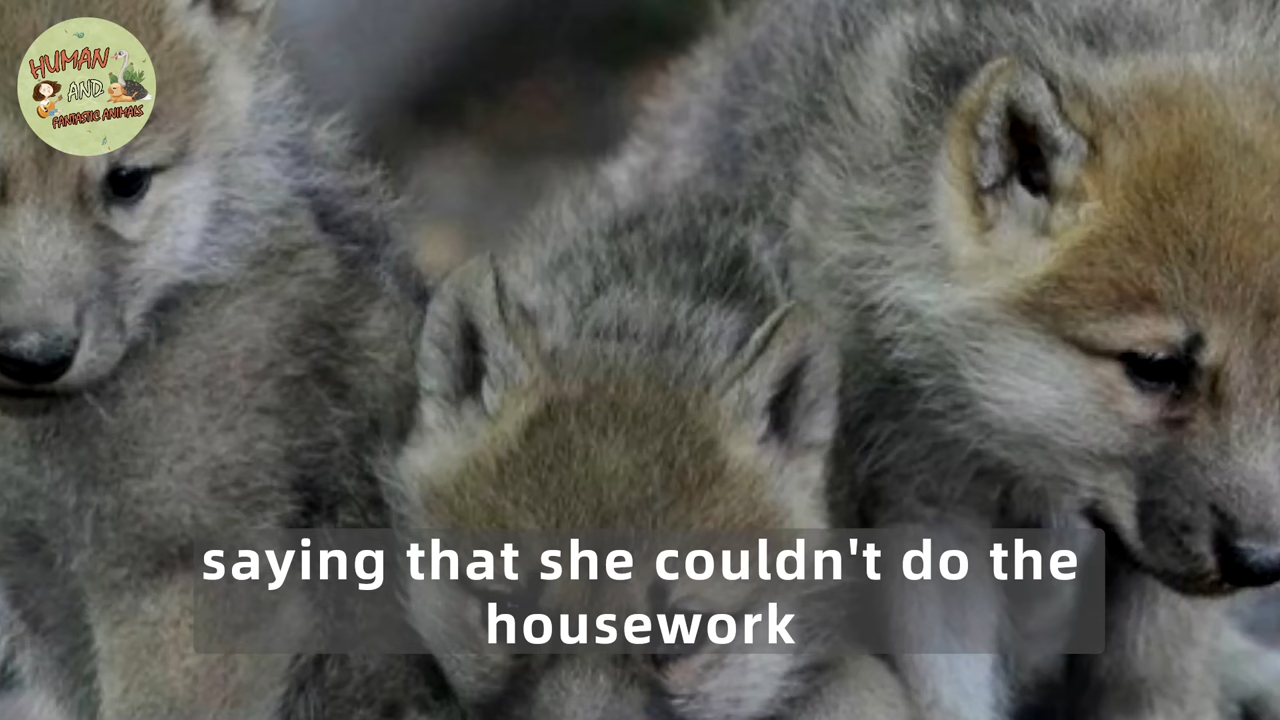 HUMAN
AND
FANTASTIC ANIMALS
saying that she couldn't do the
housework